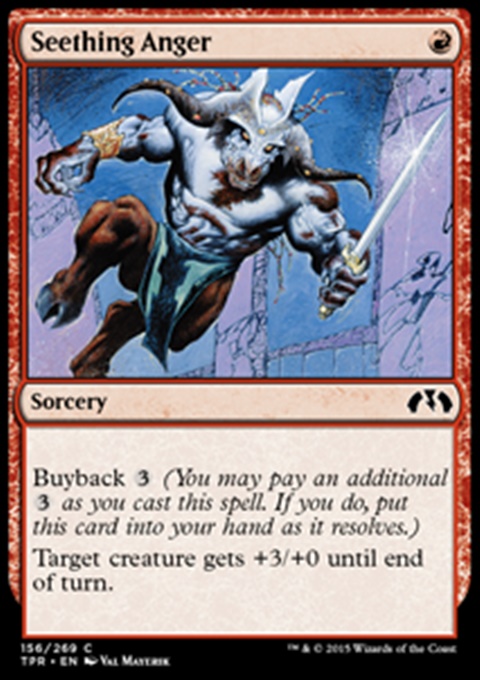 Seething Anger
Sorcery
Buyback 3 (You may pay an additional
3 as you cast this spell. If you do, put
this card into your hand as it resolves.)
Target creature gets +3/+0 until end
of turn.
156/269 C
TPR • EN Val Mayerik
™ & © 2015 Wizards of the Coast